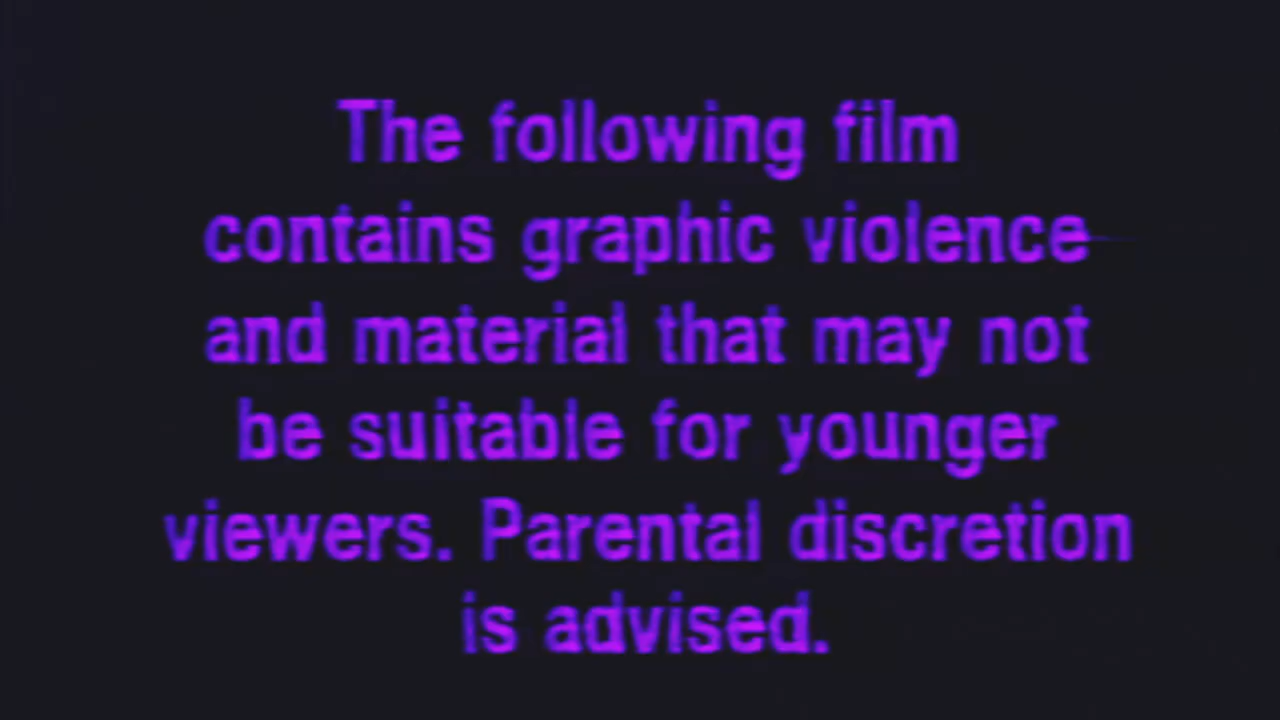 The following film
contains graphic violence
and material that may not
be suitable for younger
viewers. Parental discretion
is advised.